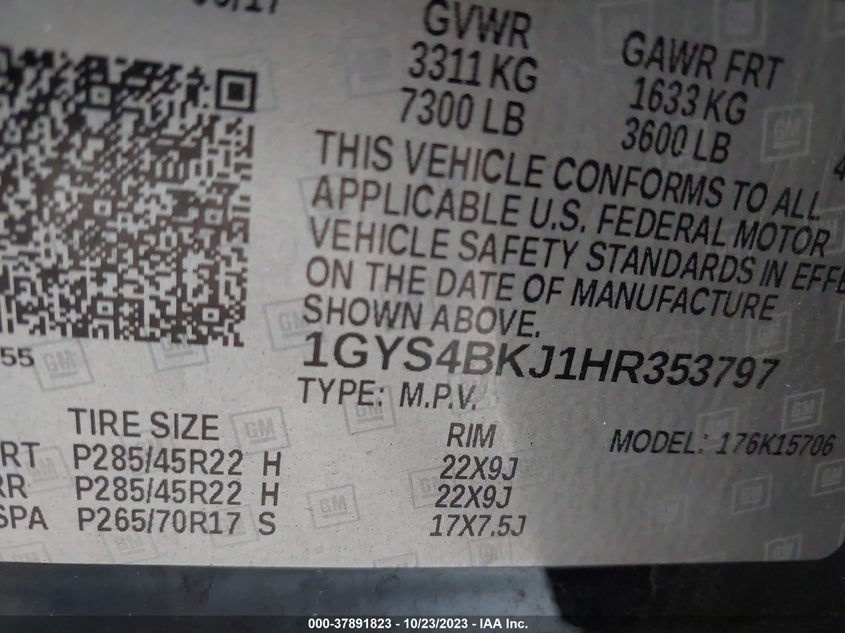 GVWR
3311 KG
7300 LB
GAWR FRT
1633 KG
3600 LB
THIS VEHICLE CONFORMS TO ALL
APPLICABLE U.S. FEDERAL MOTOR
VEHICLE SAFETY STANDARDS IN EFFE
ON THE DATE OF MANUFACTURE
SHOWN ABOVE.
1GYS4BKJ1HR353797
55
TYPE: M.P.V.
TIRE SIZE RIM MODEL: 176K15706
RT P285/45R22 H 22X9J
RR P285/45R22 H 22X9J
SPA P265/70R17 S 17X7.5J
GM
000-37891823 - 10/23/2023 - IAA Inc.